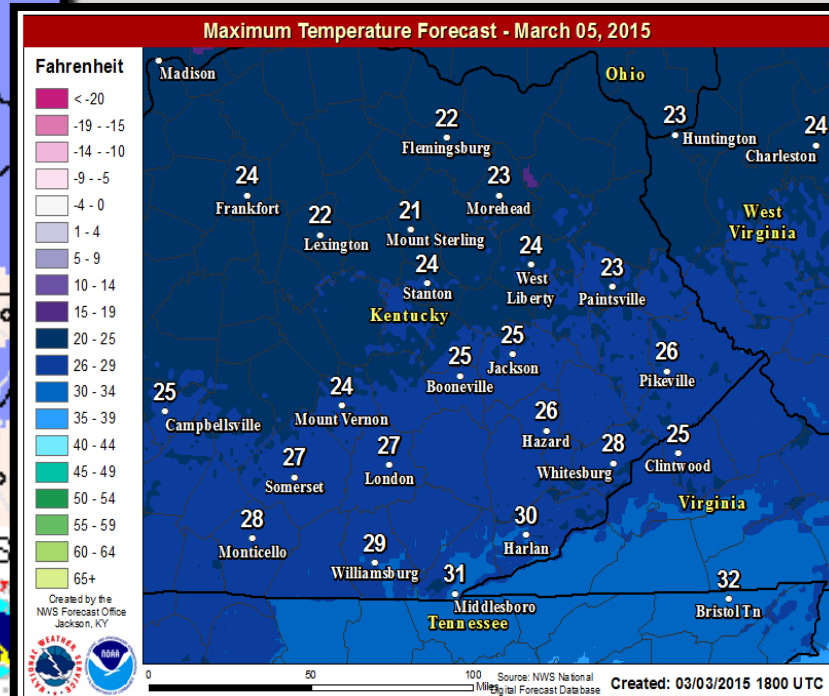 Maximum Temperature Forecast - March 05, 2015
Fahrenheit
< -20
-19 - -15
-14 - -10
-9 - -5
-4 - 0
1 - 4
5 - 9
10 - 14
15 - 19
20 - 25
26 - 29
30 - 34
35 - 39
40 - 44
45 - 49
50 - 54
55 - 59
60 - 64
65+
Created by the
NWS Forecast Office
Jackson, KY
NOAA
Madison
Ohio
22
Flemingsburg
23
Huntington
24
Charleston
24
Frankfort
22
Lexington
21
Mount Sterling
23
Morehead
West
Virginia
24
Stanton
24
West
Liberty
23
Paintsville
Kentucky
25
Jackson
25
Booneville
26
Pikeville
25
Campbellsville
24
Mount Vernon
26
Hazard
27
Somerset
27
London
28
Whitesburg
25
Clintwood
Virginia
28
Monticello
29
Williamsburg
30
Harlan
31
Middlesboro
32
Bristol Tn
Tennessee
0 50 100
Miles
Source: NWS National
Digital Forecast Database
Created: 03/03/2015 1800 UTC